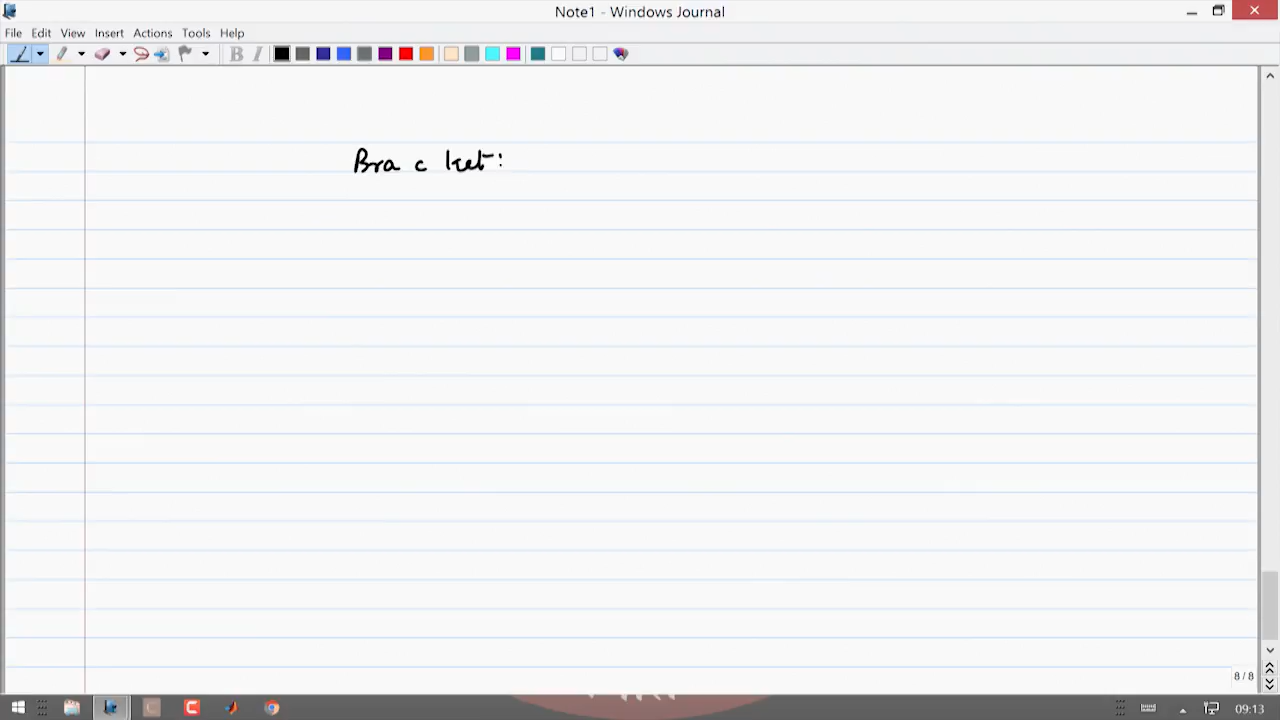 Note1 - Windows Journal
File Edit View Insert Actions Tools Help
B I
Bra c ket:
8 / 8
09:13